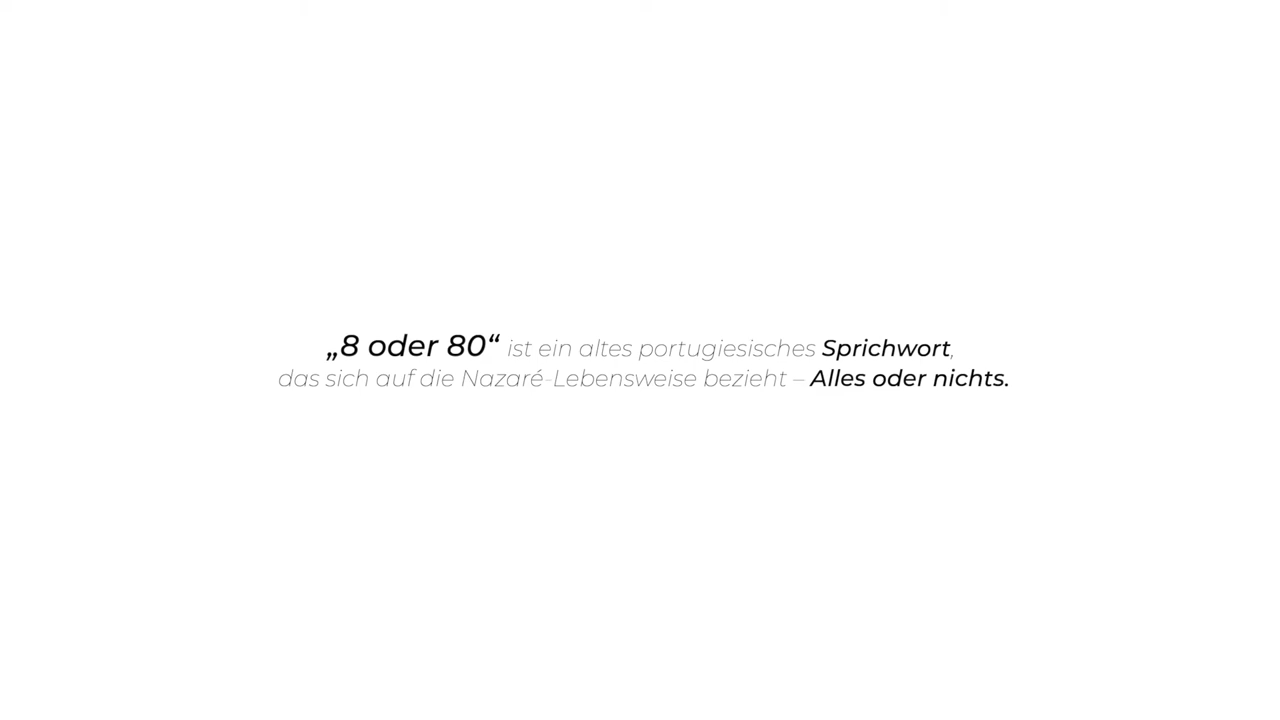 „8 oder 80“ ist ein altes portugiesisches Sprichwort,
das sich auf die Nazaré-Lebensweise bezieht – Alles oder nichts.